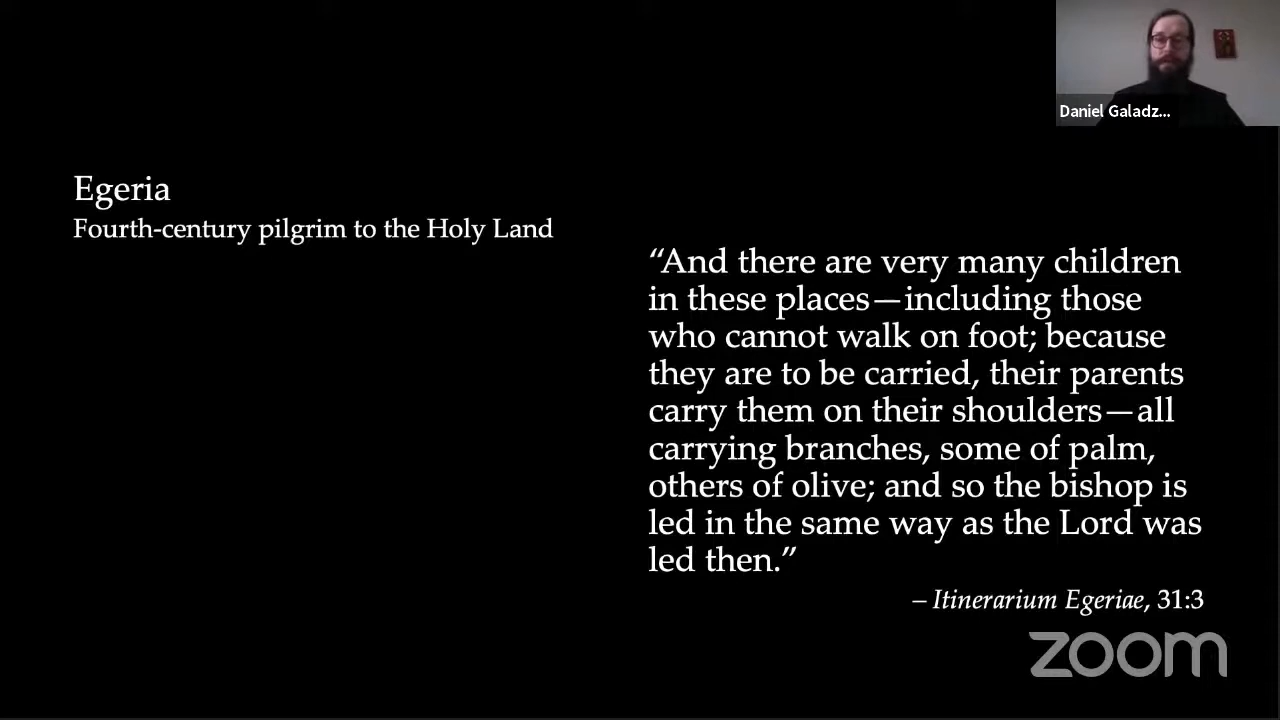 Daniel Galadz...
Egeria
Fourth-century pilgrim to the Holy Land
“And there are very many children
in these places—including those
who cannot walk on foot; because
they are to be carried, their parents
carry them on their shoulders—all
carrying branches, some of palm,
others of olive; and so the bishop is
led in the same way as the Lord was
led then.”
– Itinerarium Egeriae, 31:3
zoom